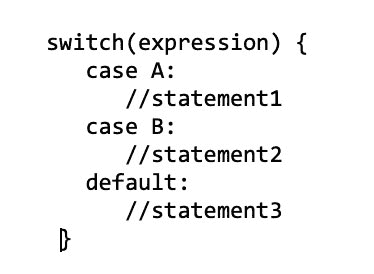 switch(expression) {
case A:
//statement1
case B:
//statement2
default:
//statement3
}